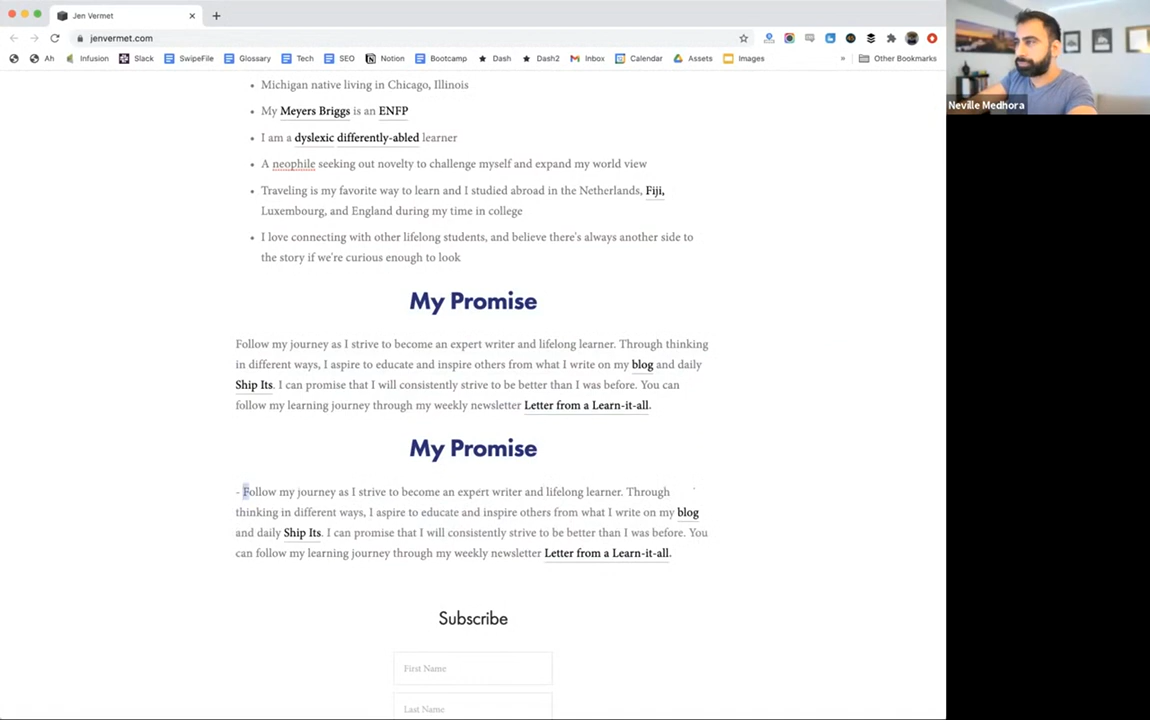 Jen Vermet
jenvermet.com
Ah Infusion Slack SwipeFile Glossary Tech SEO Notion Bootcamp Dash Dash2 Inbox Calendar Assets Images » Other Bookmarks
Michigan native living in Chicago, Illinois
My Meyers Briggs is an ENFP
I am a dyslexic differently-abled learner
A neophile seeking out novelty to challenge myself and expand my world view
Traveling is my favorite way to learn and I studied abroad in the Netherlands, Fiji,
Luxembourg, and England during my time in college
I love connecting with other lifelong students, and believe there's always another side to
the story if we're curious enough to look
My Promise
Follow my journey as I strive to become an expert writer and lifelong learner. Through thinking
in different ways, I aspire to educate and inspire others from what I write on my blog and daily
Ship Its. I can promise that I will consistently strive to be better than I was before. You can
follow my learning journey through my weekly newsletter Letter from a Learn-it-all.
My Promise
- Follow my journey as I strive to become an expert writer and lifelong learner. Through
thinking in different ways, I aspire to educate and inspire others from what I write on my blog
and daily Ship Its. I can promise that I will consistently strive to be better than I was before. You
can follow my learning journey through my weekly newsletter Letter from a Learn-it-all.
Subscribe
First Name
Last Name
Neville Medhora